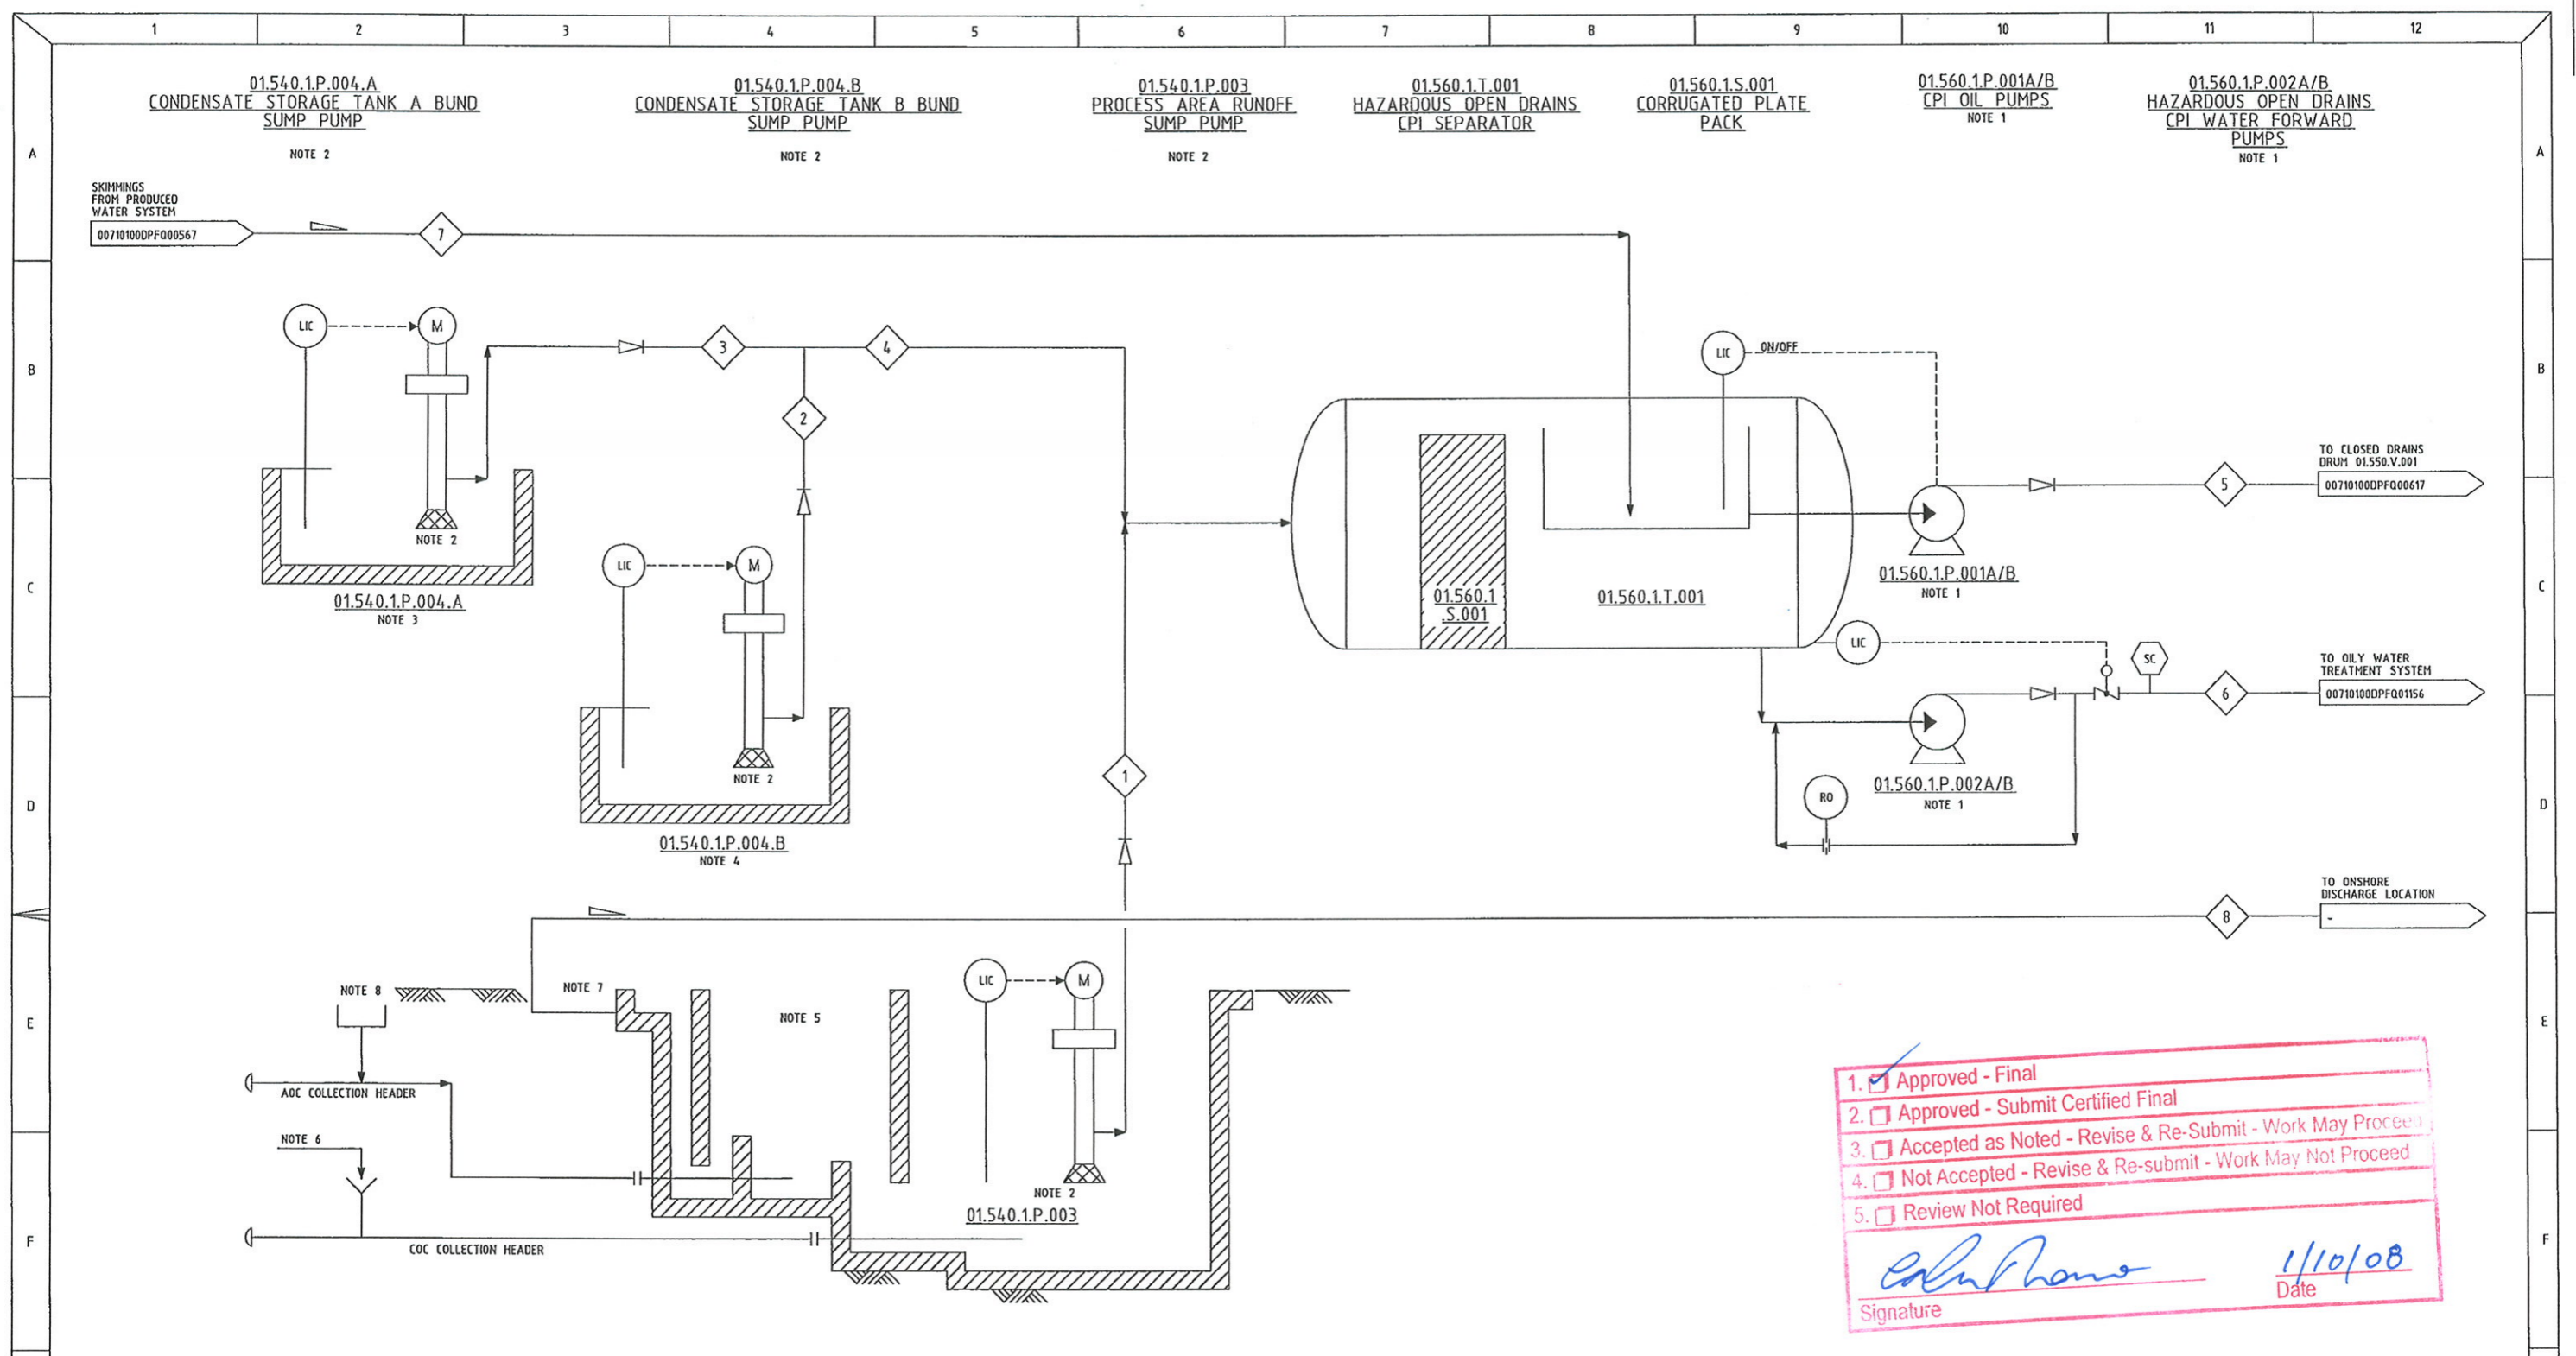 1 2 3 4 5 6 7 8 9 10 11 12
01.540.1.P.004.A
CONDENSATE STORAGE TANK A BUND
SUMP PUMP
NOTE 2
01.540.1.P.004.B
CONDENSATE STORAGE TANK B BUND
SUMP PUMP
NOTE 2
01.540.1.P.003
PROCESS AREA RUNOFF
SUMP PUMP
NOTE 2
01.560.1.T.001
HAZARDOUS OPEN DRAINS
CPI SEPARATOR
01.560.1.S.001
CORRUGATED PLATE
PACK
01.560.1.P.001A/B
CPI OIL PUMPS
NOTE 1
01.560.1.P.002A/B
HAZARDOUS OPEN DRAINS
CPI WATER FORWARD
PUMPS
NOTE 1
A
A
SKIMMINGS
FROM PRODUCED
WATER SYSTEM
00710100DPFQ00567
7
B
B
LIC
M
3
4
2
NOTE 2
01.540.1.P.004.A
NOTE 3
LIC
ON/OFF
TO CLOSED DRAINS
DRUM 01.550.V.001
00710100DPFQ00617
5
01.560.1.P.001A/B
NOTE 1
C
C
LIC
M
NOTE 2
01.540.1.P.004.B
NOTE 4
01.560.1
.S.001
01.560.1.T.001
LIC
SC
TO OILY WATER
TREATMENT SYSTEM
00710100DPFQ01156
6
01.560.1.P.002A/B
NOTE 1
RO
1
D
D
TO ONSHORE
DISCHARGE LOCATION
-
8
NOTE 8
NOTE 7
NOTE 5
LIC
M
E
E
AOC COLLECTION HEADER
NOTE 6
NOTE 2
01.540.1.P.003
COC COLLECTION HEADER
F
F
1. Approved - Final
2. Approved - Submit Certified Final
3. Accepted as Noted - Revise & Re-Submit - Work May Proceed
4. Not Accepted - Revise & Re-submit - Work May Not Proceed
5. Review Not Required
1/10/08
Signature
Date